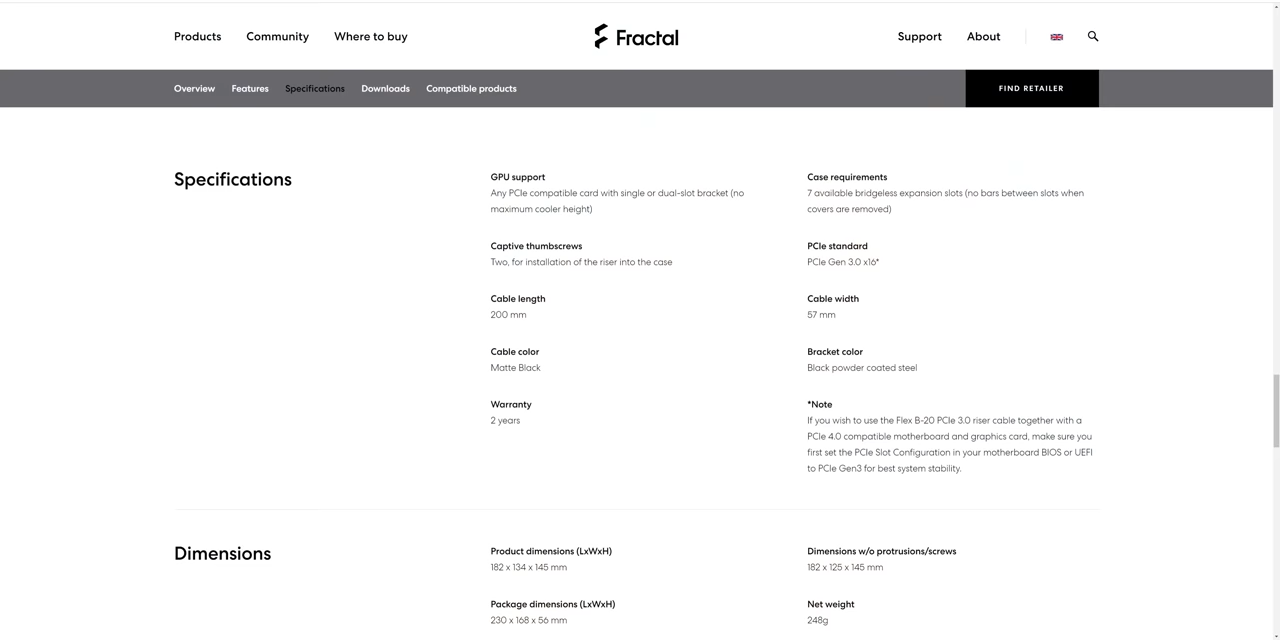 Products
Community
Where to buy
Fractal
Support
About
Overview
Features
Specifications
Downloads
Compatible products
FIND RETAILER
Specifications
GPU support
Any PCIe compatible card with single or dual-slot bracket (no
maximum cooler height)
Case requirements
7 available bridgeless expansion slots (no bars between slots when
covers are removed)
Captive thumbscrews
Two, for installation of the riser into the case
PCIe standard
PCIe Gen 3.0 x16*
Cable length
200 mm
Cable width
57 mm
Cable color
Matte Black
Bracket color
Black powder coated steel
Warranty
2 years
*Note
If you wish to use the Flex B-20 PCIe 3.0 riser cable together with a
PCIe 4.0 compatible motherboard and graphics card, make sure you
first set the PCIe Slot Configuration in your motherboard BIOS or UEFI
to PCIe Gen3 for best system stability.
Dimensions
Product dimensions (LxWxH)
182 x 134 x 145 mm
Dimensions w/o protrusions/screws
182 x 125 x 145 mm
Package dimensions (LxWxH)
230 x 168 x 56 mm
Net weight
248g